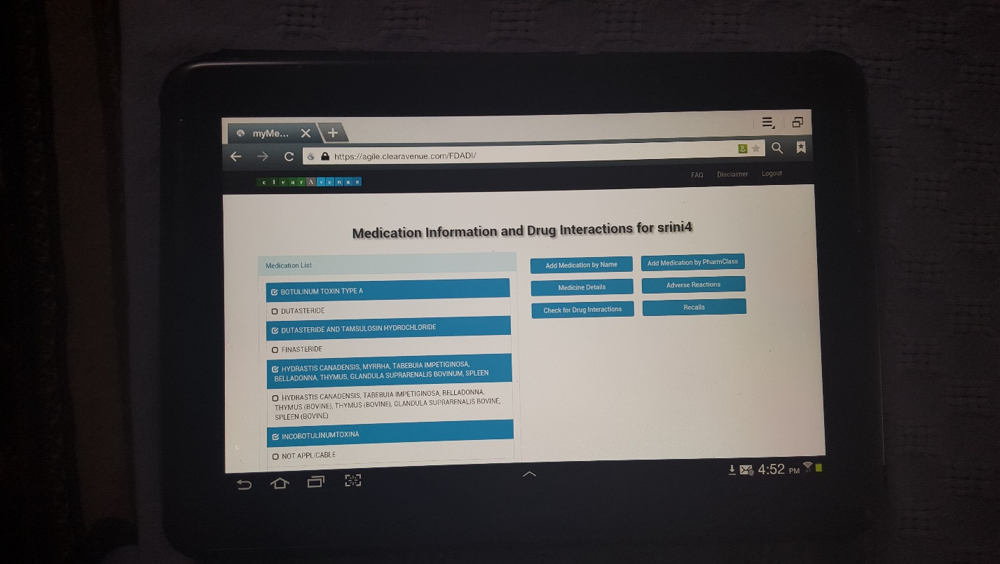 myMe...
https://agile.clearavenue.com/FDADI/
clearAvenue
FAQ Disclaimer Logout
Medication Information and Drug Interactions for srini4
Medication List
BOTULINUM TOXIN TYPE A
DUTASTERIDE
DUTASTERIDE AND TAMSULOSIN HYDROCHLORIDE
FINASTERIDE
HYDRASTIS CANADENSIS, MYRRHA, TABEBUIA IMPETIGINOSA,
BELLADONNA, THYMUS, GLANDULA SUPRARENALIS BOVINUM, SPLEEN
HYDRASTIS CANADENSIS, TABEBUIA IMPETIGINOSA, BELLADONNA,
THYMUS (BOVINE), THYMUS (BOVINE), GLANDULA SUPRARENALIS BOVINE,
SPLEEN (BOVINE)
INCOBOTULINUMTOXINA
NOT APPLICABLE
Add Medication by Name Add Medication by PharmClass
Medicine Details Adverse Reactions
Check for Drug Interactions Recalls
4:52 PM